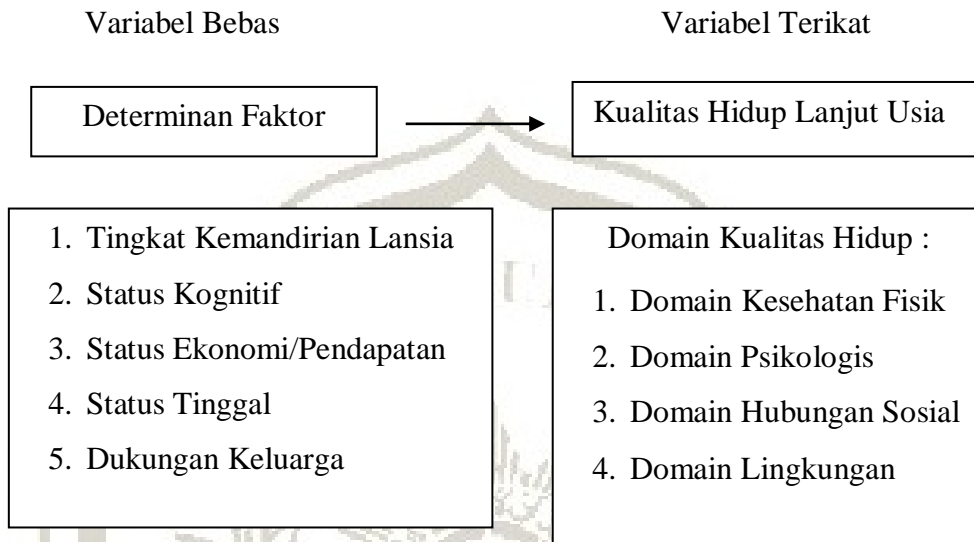 Variabel Bebas
Variabel Terikat
Determinan Faktor
Kualitas Hidup Lanjut Usia
1. Tingkat Kemandirian Lansia
2. Status Kognitif
3. Status Ekonomi/Pendapatan
4. Status Tinggal
5. Dukungan Keluarga
Domain Kualitas Hidup :
1. Domain Kesehatan Fisik
2. Domain Psikologis
3. Domain Hubungan Sosial
4. Domain Lingkungan